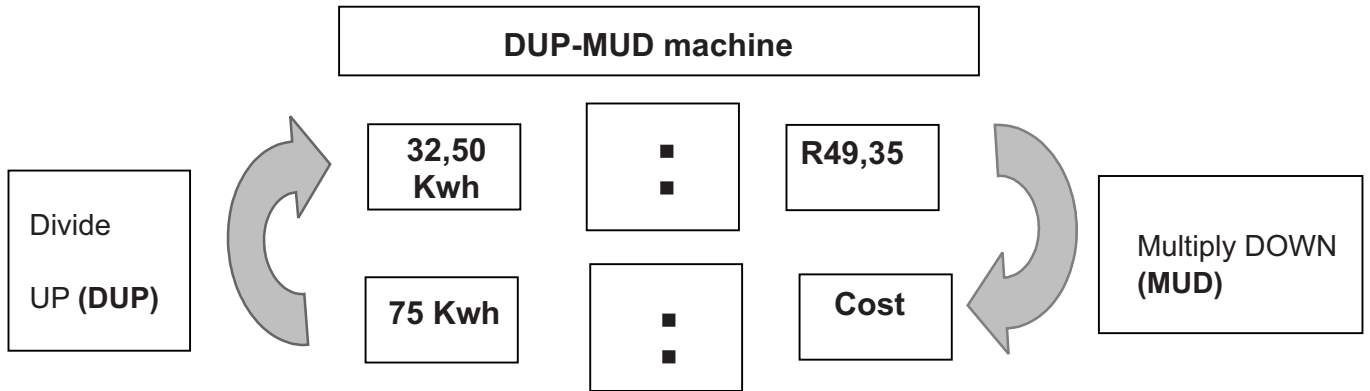 DUP-MUD machine
32,50
Kwh
:
R49,35
Divide
UP (DUP)
Multiply DOWN
(MUD)
75 Kwh
:
Cost